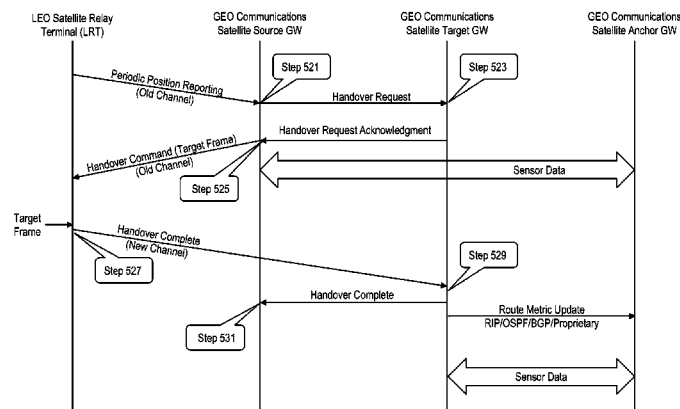 LEO Satellite Relay
Terminal (LRT)
GEO Communications
Satellite Source GW
GEO Communications
Satellite Target GW
GEO Communications
Satellite Anchor GW
Step 521
Step 523
Periodic Position Reporting
(Old Channel)
Handover Request
Handover Request Acknowledgment
Handover Command (Target Frame)
(Old Channel)
Sensor Data
Step 525
Target
Frame
Handover Complete
(New Channel)
Step 527
Step 529
Handover Complete
Route Metric Update
RIP/OSPF/BGP/Proprietary
Step 531
Sensor Data